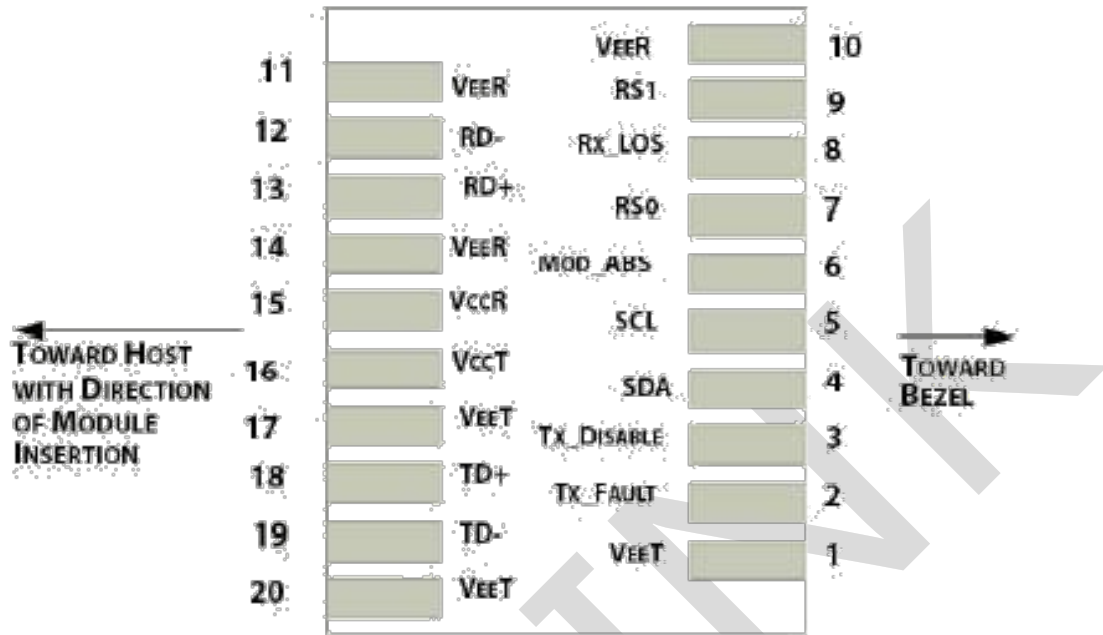 VEER 10
11 VEER
RS1 9
12 RD-
RX_LOS 8
13 RD+
RS0 7
14 VEER
MOD_ABS 6
15 VCCR
SCL 5
TOWARD HOST
WITH DIRECTION
OF MODULE
INSERTION
TOWARD
BEZEL
16 VCCT
SDA 4
17 VEET
TX_DISABLE 3
18 TD+
TX_FAULT 2
19 TD-
VEET 1
20 VEET